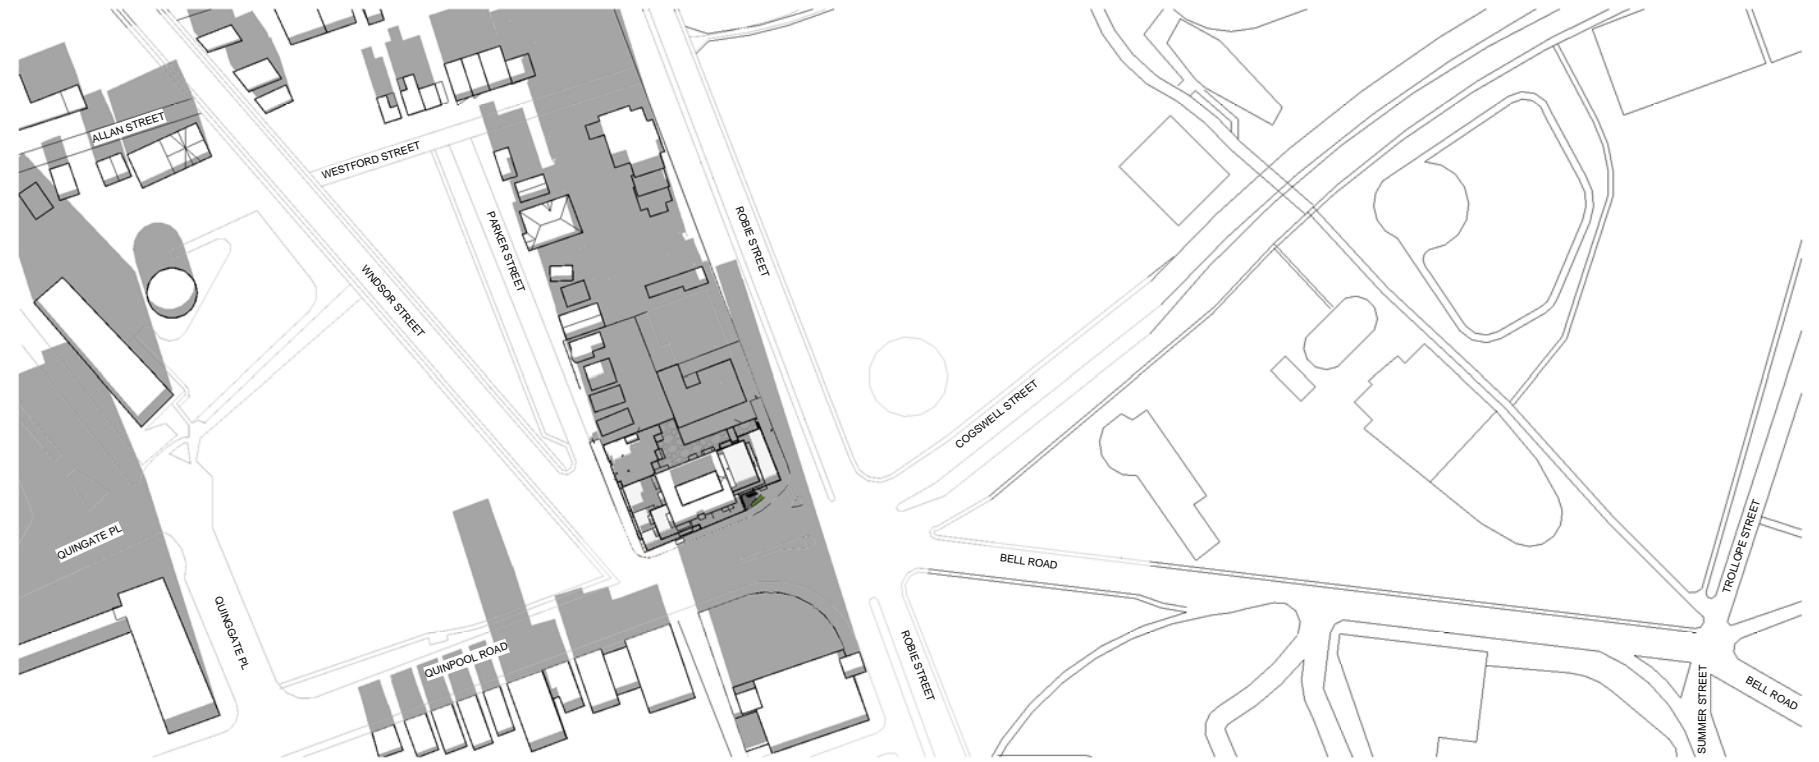 ALLAN STREET
WESTFORD STREET
PARKER STREET
ROBIE STREET
WNDSOR STREET
COGSWELL STREET
QUINGATE PL
BELL ROAD
TROLLOPE STREET
QUINGGATE PL
QUINPOOL ROAD
ROBIE STREET
SUMMER STREET
BELL ROAD